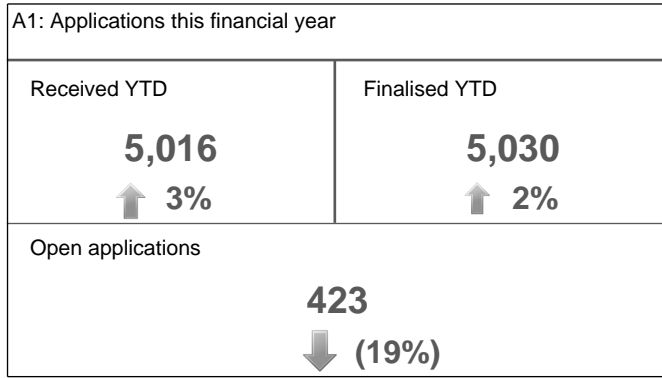 A1: Applications this financial year
Received YTD
Finalised YTD
5,016
5,030
3%
2%
Open applications
423
(19%)